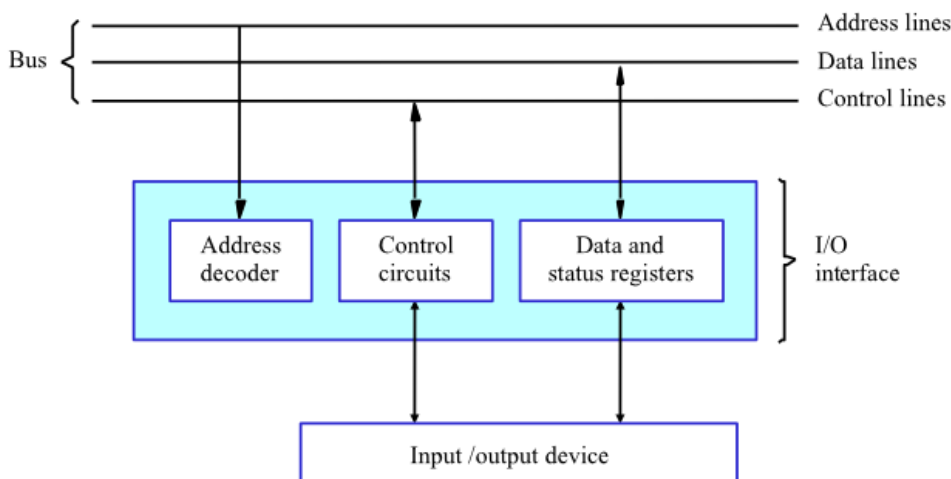 Address lines
Bus
Data lines
Control lines
Address
decoder
Control
circuits
Data and
status registers
I/O
interface
Input /output device